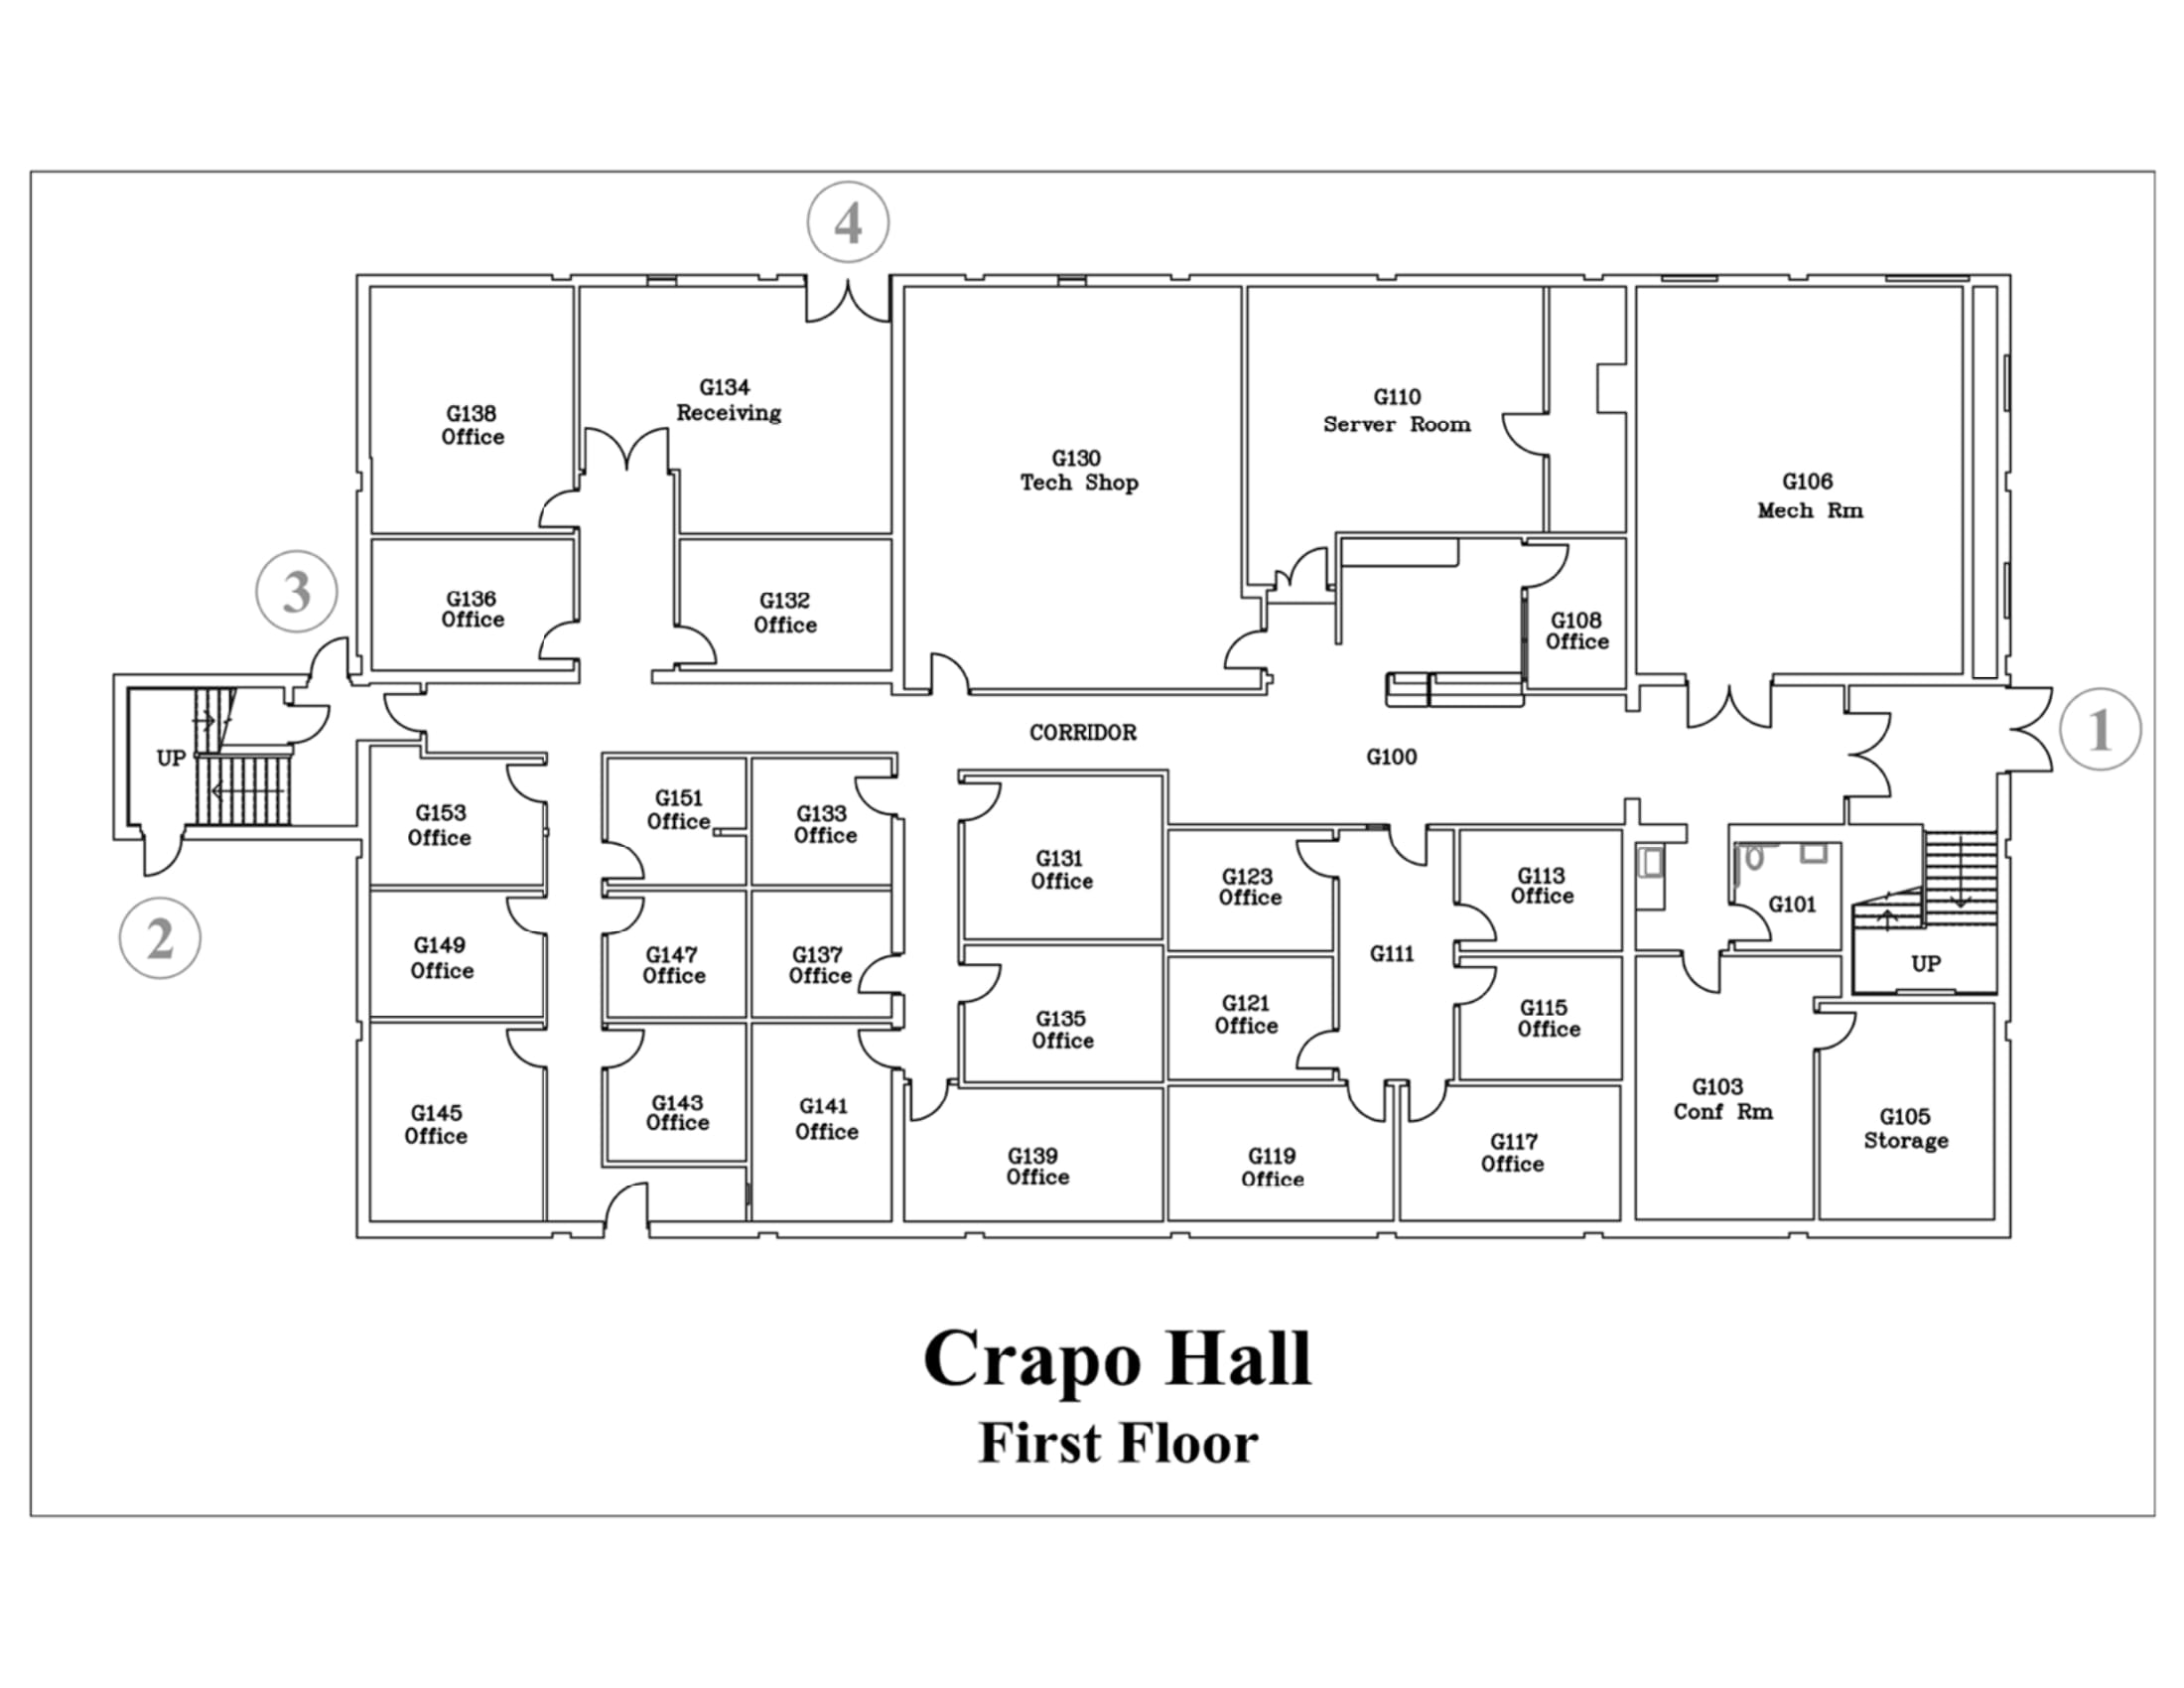 4
G134
Receiving
G138
Office
G110
Server Room
G130
Tech Shop
G106
Mech Rm
3
G136
Office
G132
Office
G108
Office
1
CORRIDOR
G100
UP
G153
Office
G151
Office
G133
Office
G131
Office
G123
Office
G113
Office
G101
2
G149
Office
G147
Office
G137
Office
G111
UP
G135
Office
G121
Office
G115
Office
G145
Office
G143
Office
G141
Office
G103
Conf Rm
G105
Storage
G139
Office
G119
Office
G117
Office
Crapo Hall
First Floor